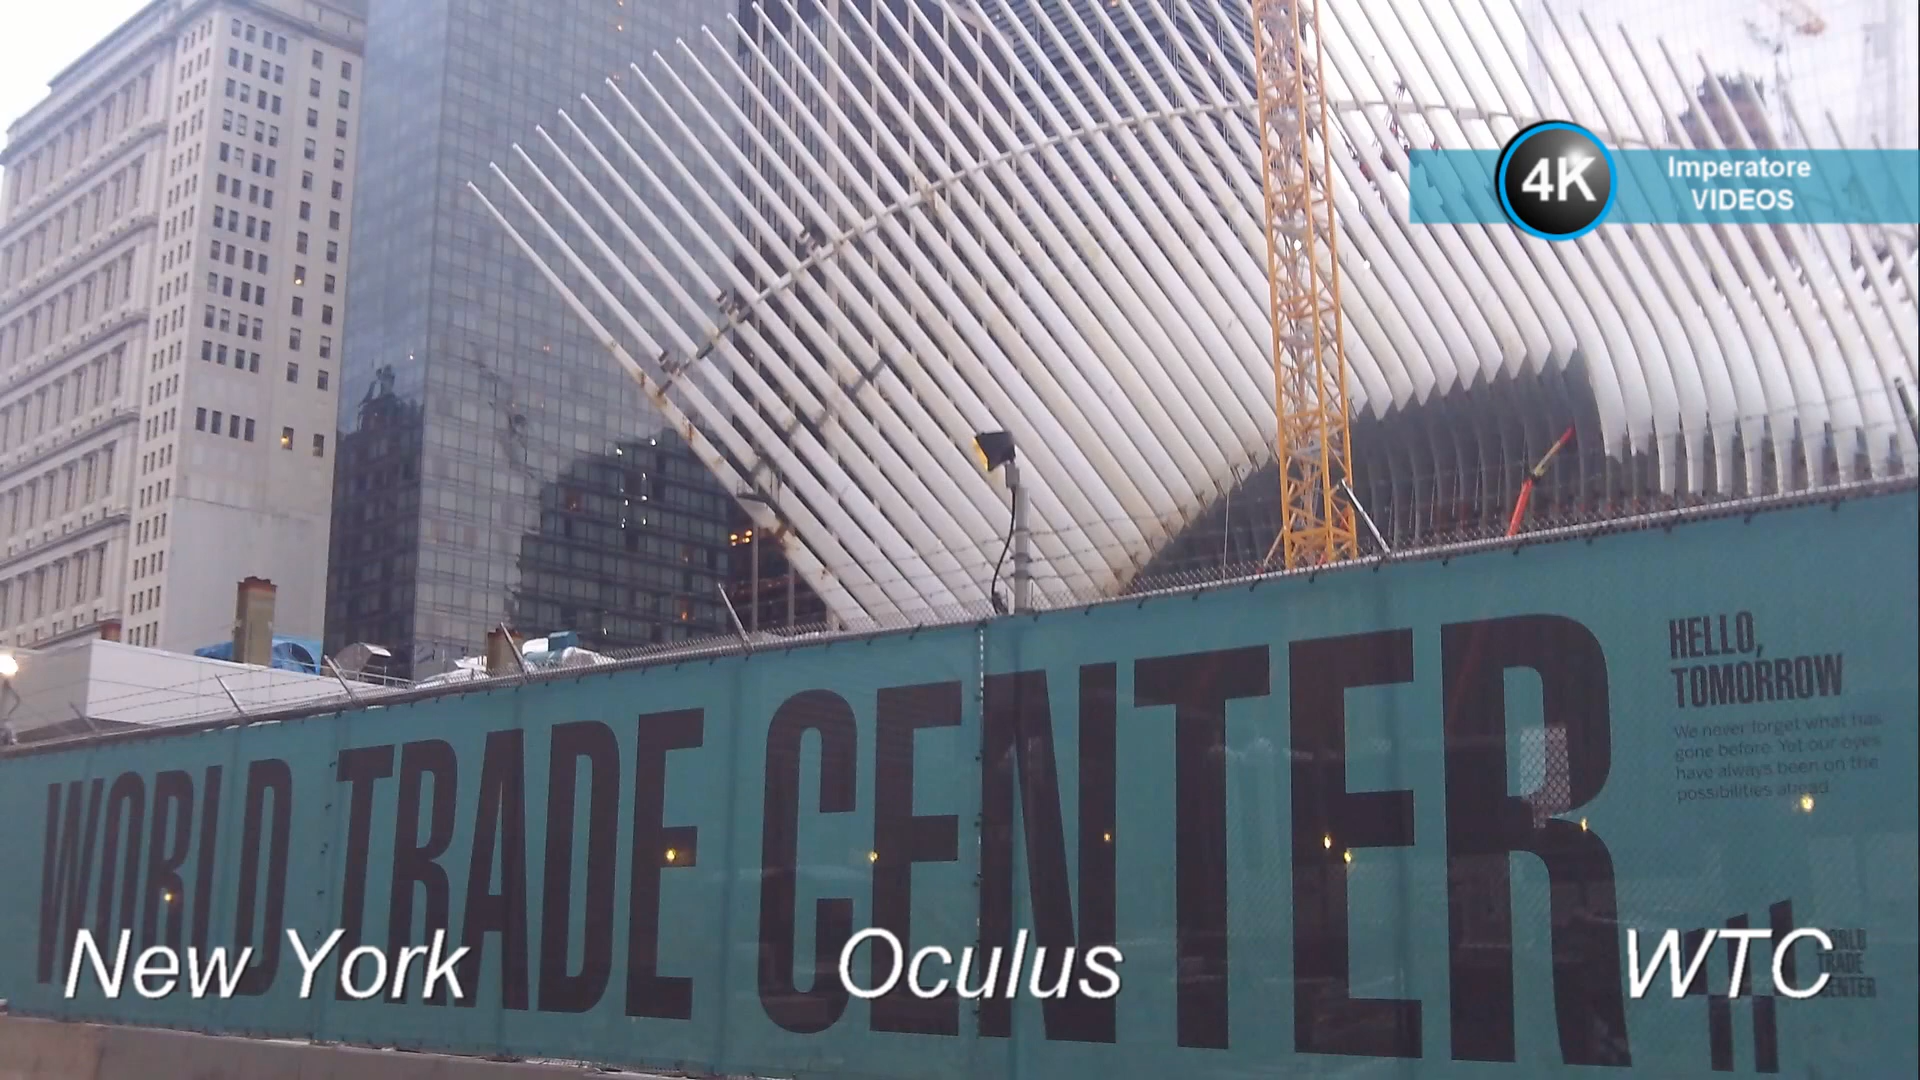 4K
Imperatore
VIDEOS
HELLO,
TOMORROW
We never forget what has
gone before. Yet our eyes
have always been on the
possibilities ahead.
WORLD TRADE CENTER
New York
Oculus
WTC
WORLD
TRADE
CENTER